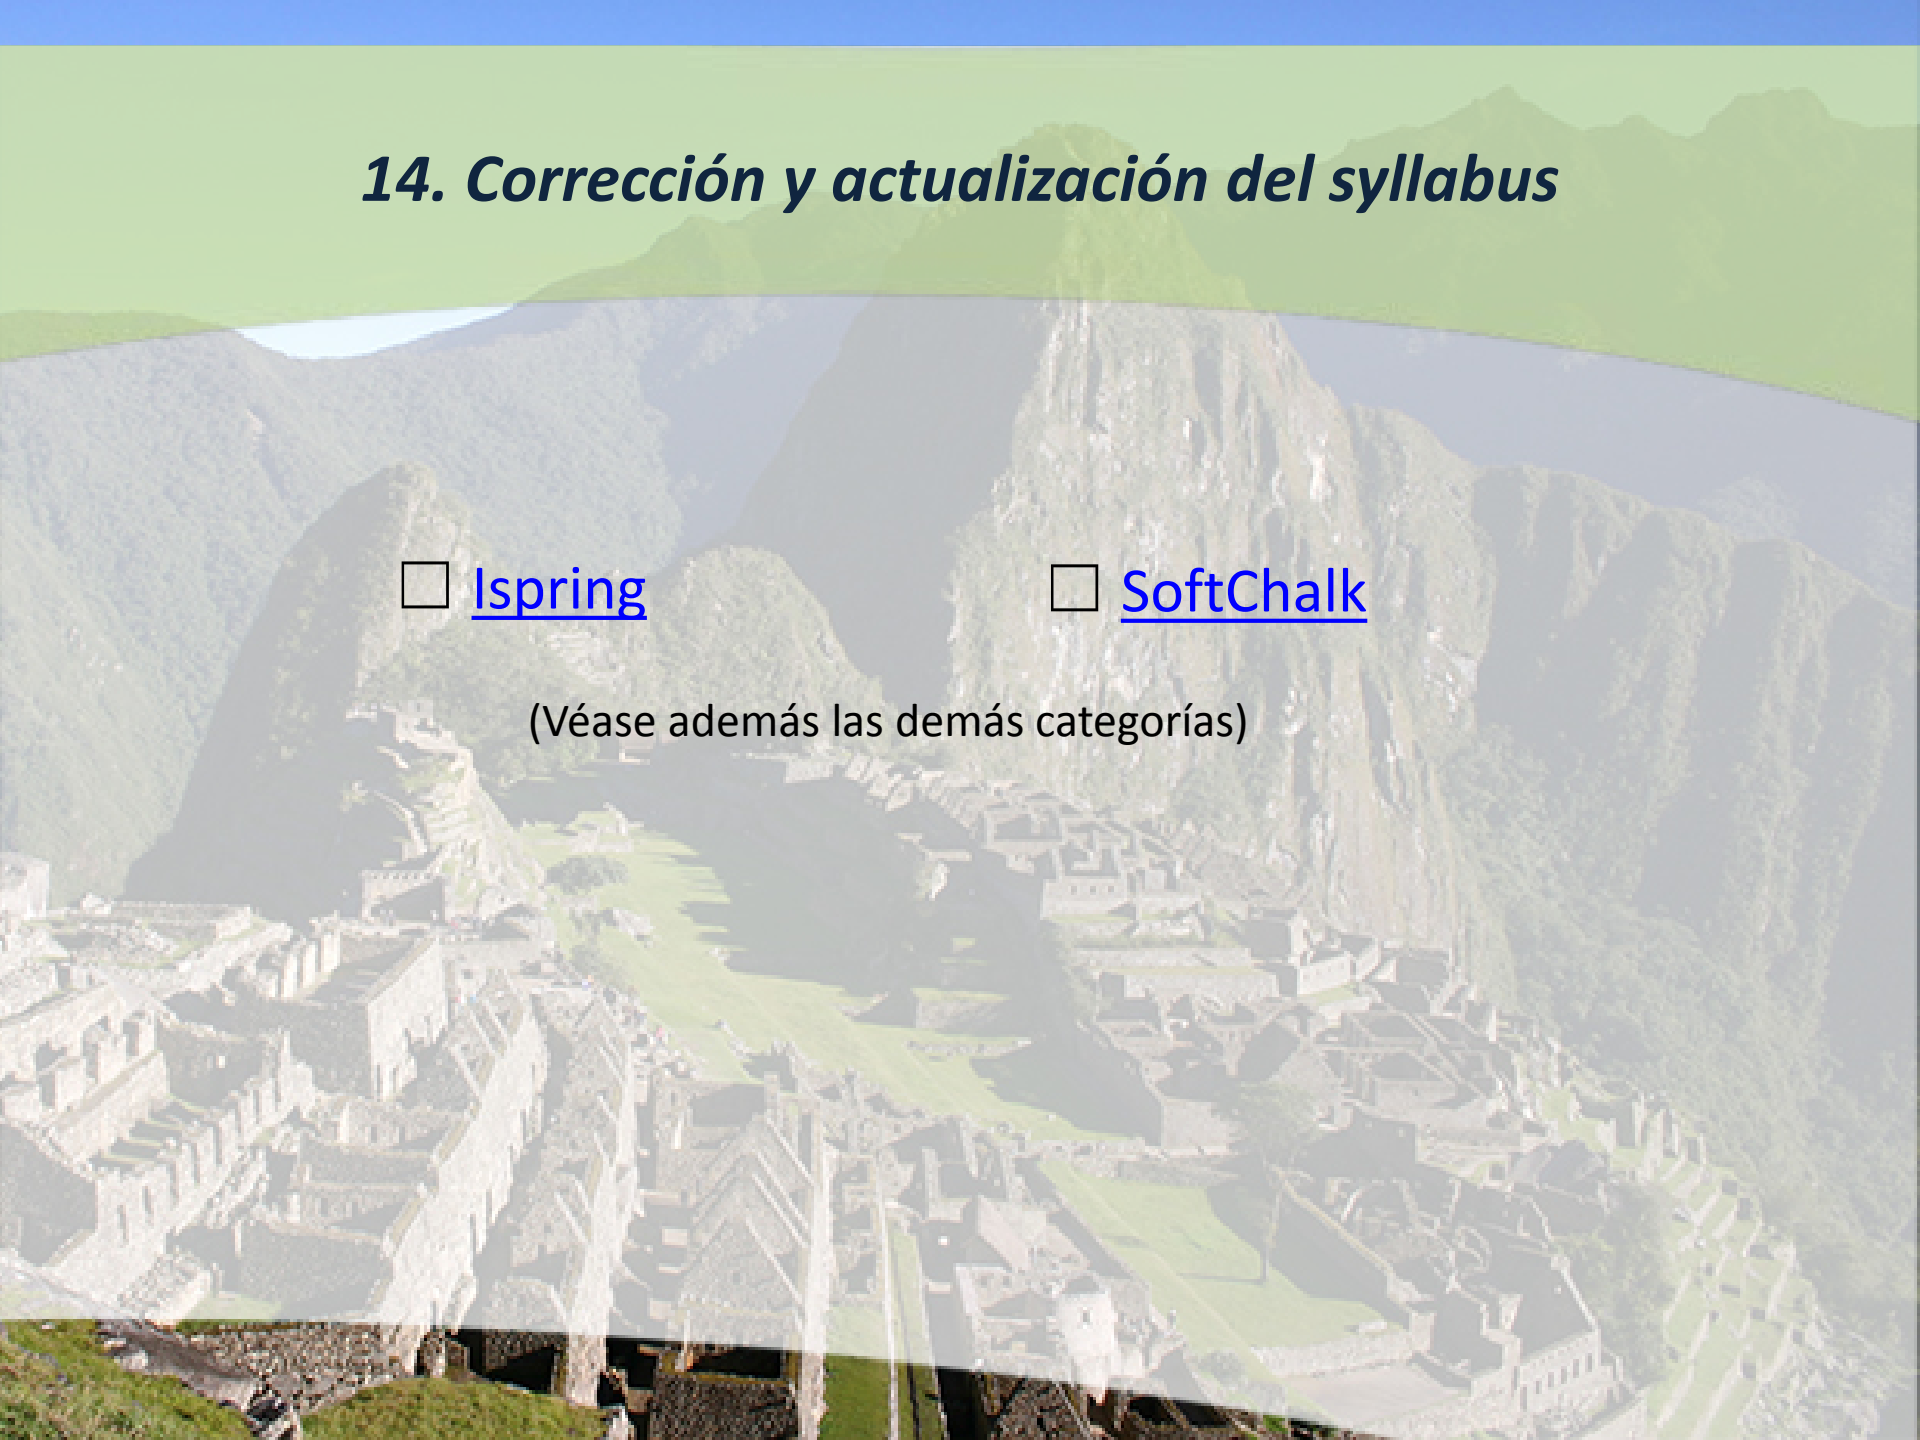 14. Corrección y actualización del syllabus
☐ Ispring ☐ SoftChalk
(Véase además las demás categorías)